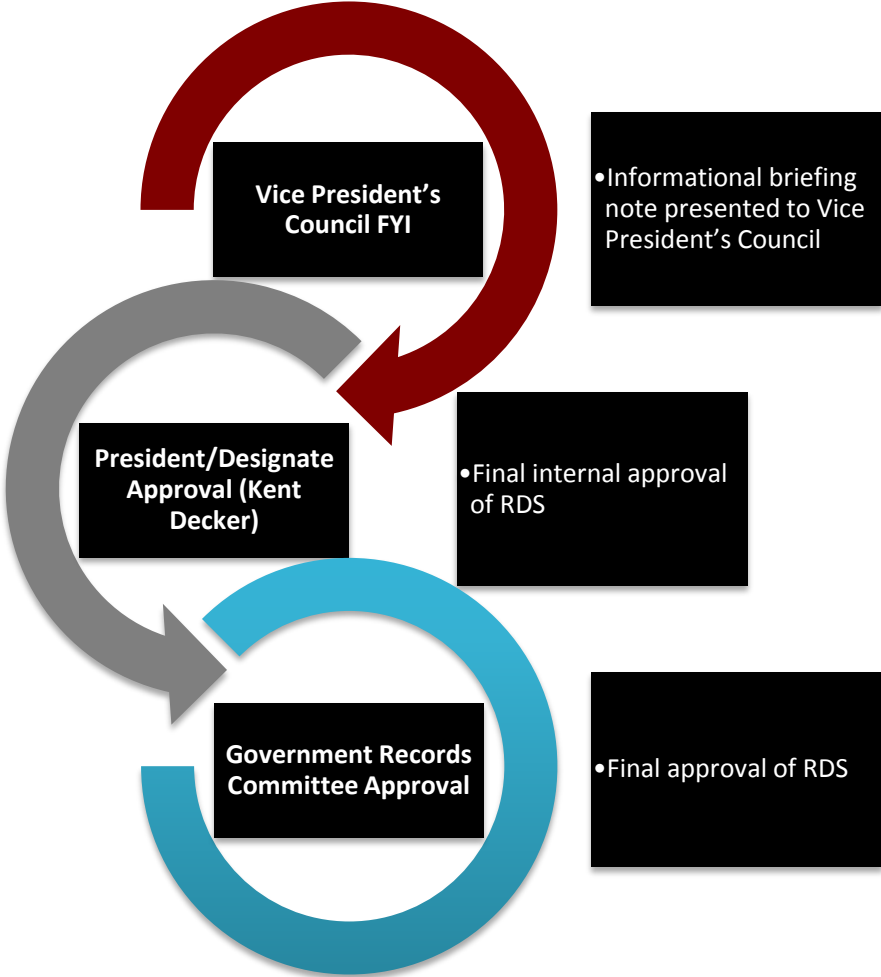 Vice President’s
Council FYI
•Informational briefing
note presented to Vice
President’s Council
President/Designate
Approval (Kent
Decker)
•Final internal approval
of RDS
Government Records
Committee Approval
•Final approval of RDS